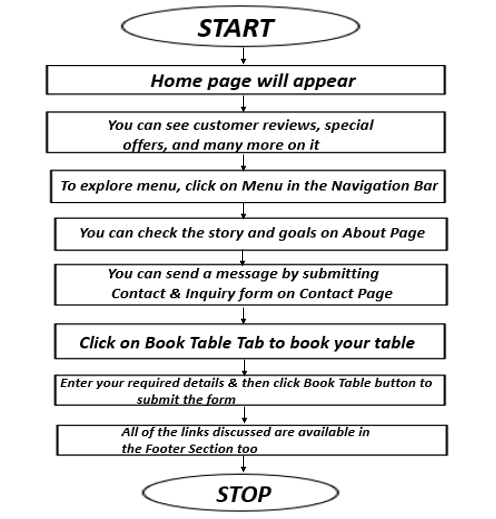 START
Home page will appear
You can see customer reviews, special
offers, and many more on it
To explore menu, click on Menu in the Navigation Bar
You can check the story and goals on About Page
You can send a message by submitting
Contact & Inquiry form on Contact Page
Click on Book Table Tab to book your table
Enter your required details & then click Book Table button to
submit the form
All of the links discussed are available in
the Footer Section too
STOP